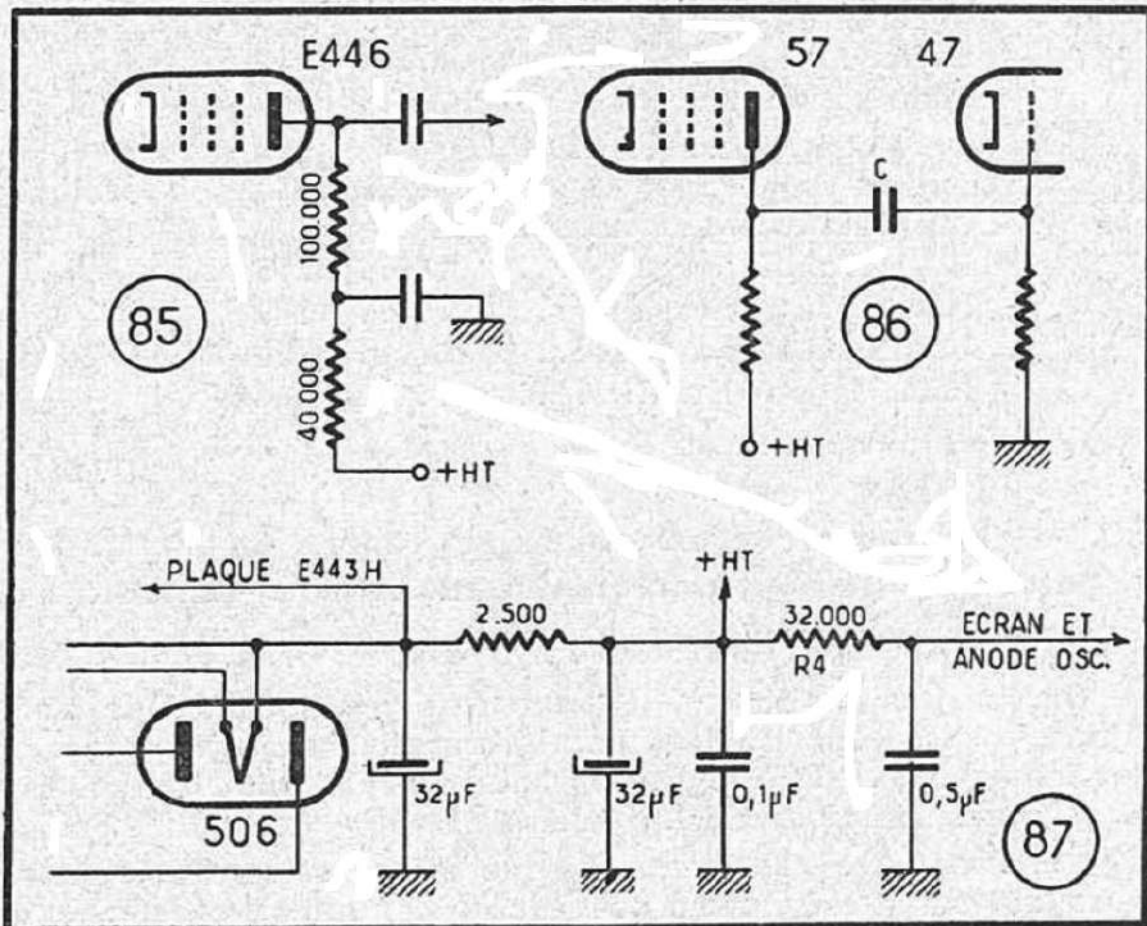 E446
100.000
40 000
+HT
85
57
47
C
+HT
86
PLAQUE E443H
2.500
+HT
32.000
R4
ECRAN ET
ANODE OSC.
506
32µF
32µF
0,1µF
0,5µF
87